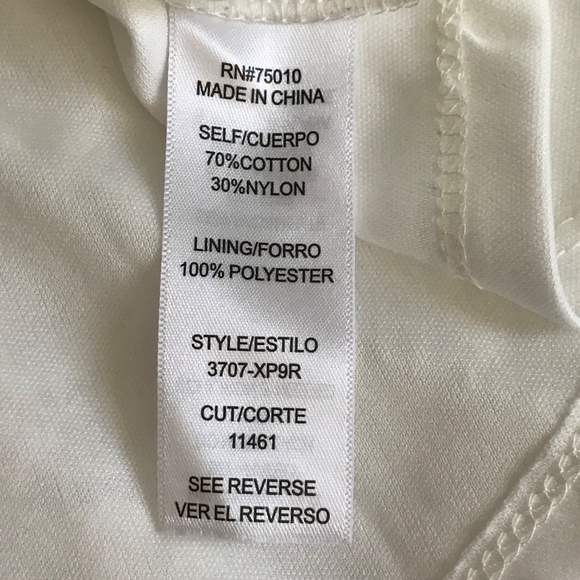 RN#75010
MADE IN CHINA
SELF/CUERPO
70%COTTON
30%NYLON
LINING/FORRO
100% POLYESTER
STYLE/ESTILO
3707-XP9R
CUT/CORTE
11461
SEE REVERSE
VER EL REVERSO